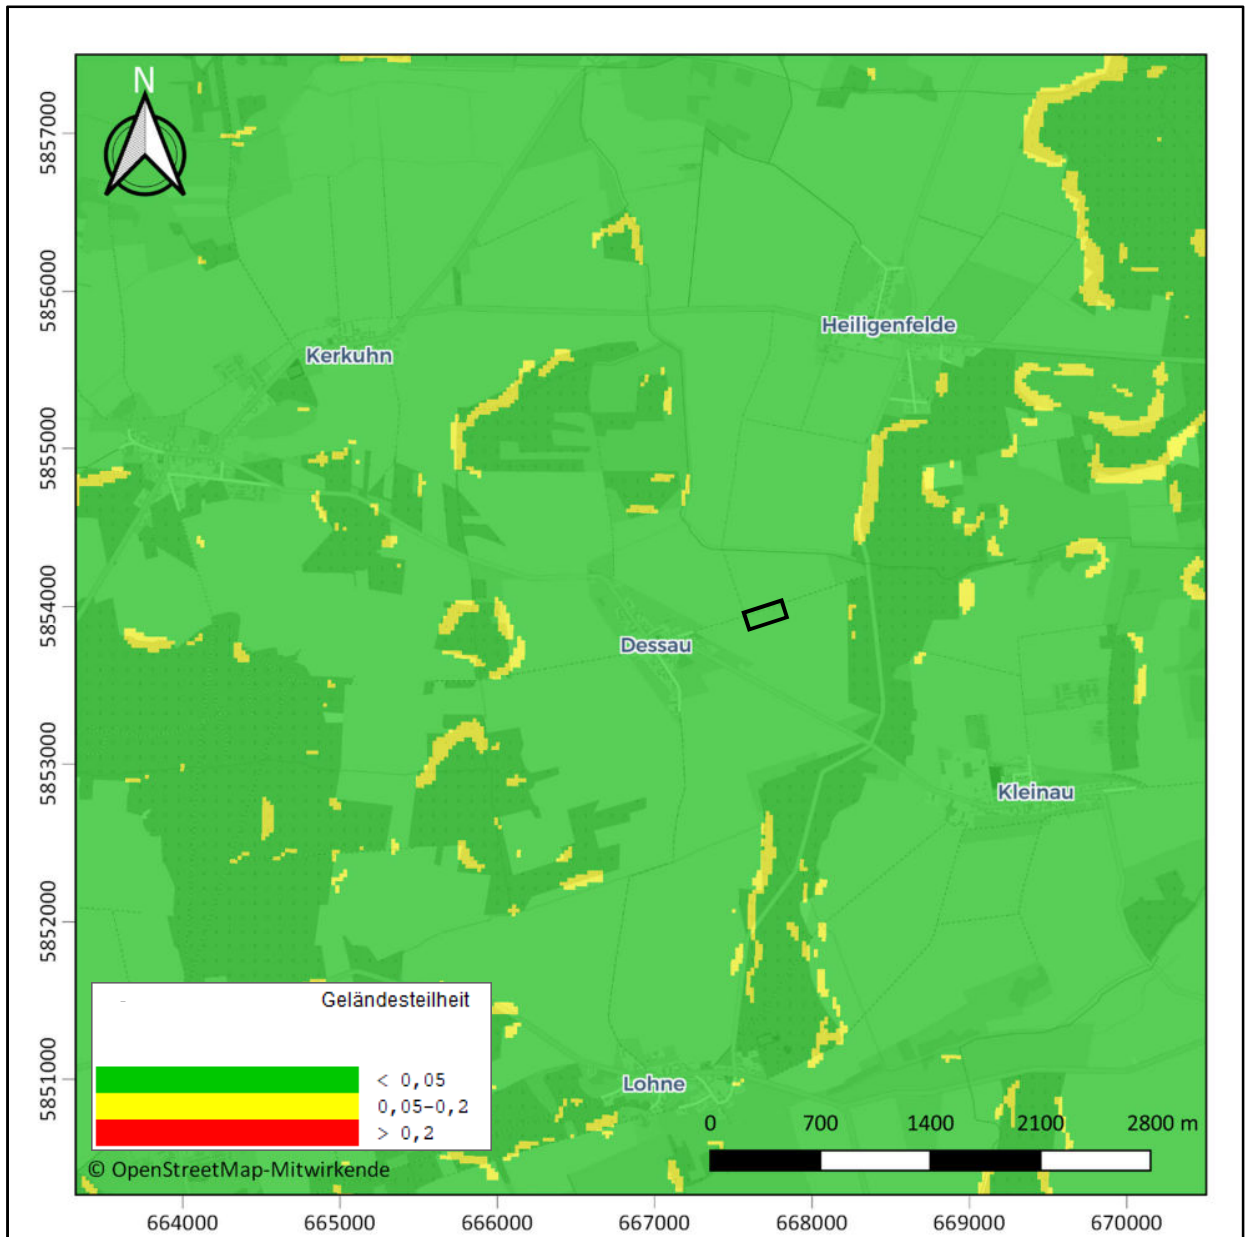 N
5857000
5856000
5855000
5854000
5853000
5852000
5851000
Heiligenfelde
Kerkuhn
Dessau
Kleinau
Lohne
Geländesteilheit
< 0,05
0,05-0,2
> 0,2
© OpenStreetMap-Mitwirkende
0 700 1400 2100 2800 m
664000 665000 666000 667000 668000 669000 670000